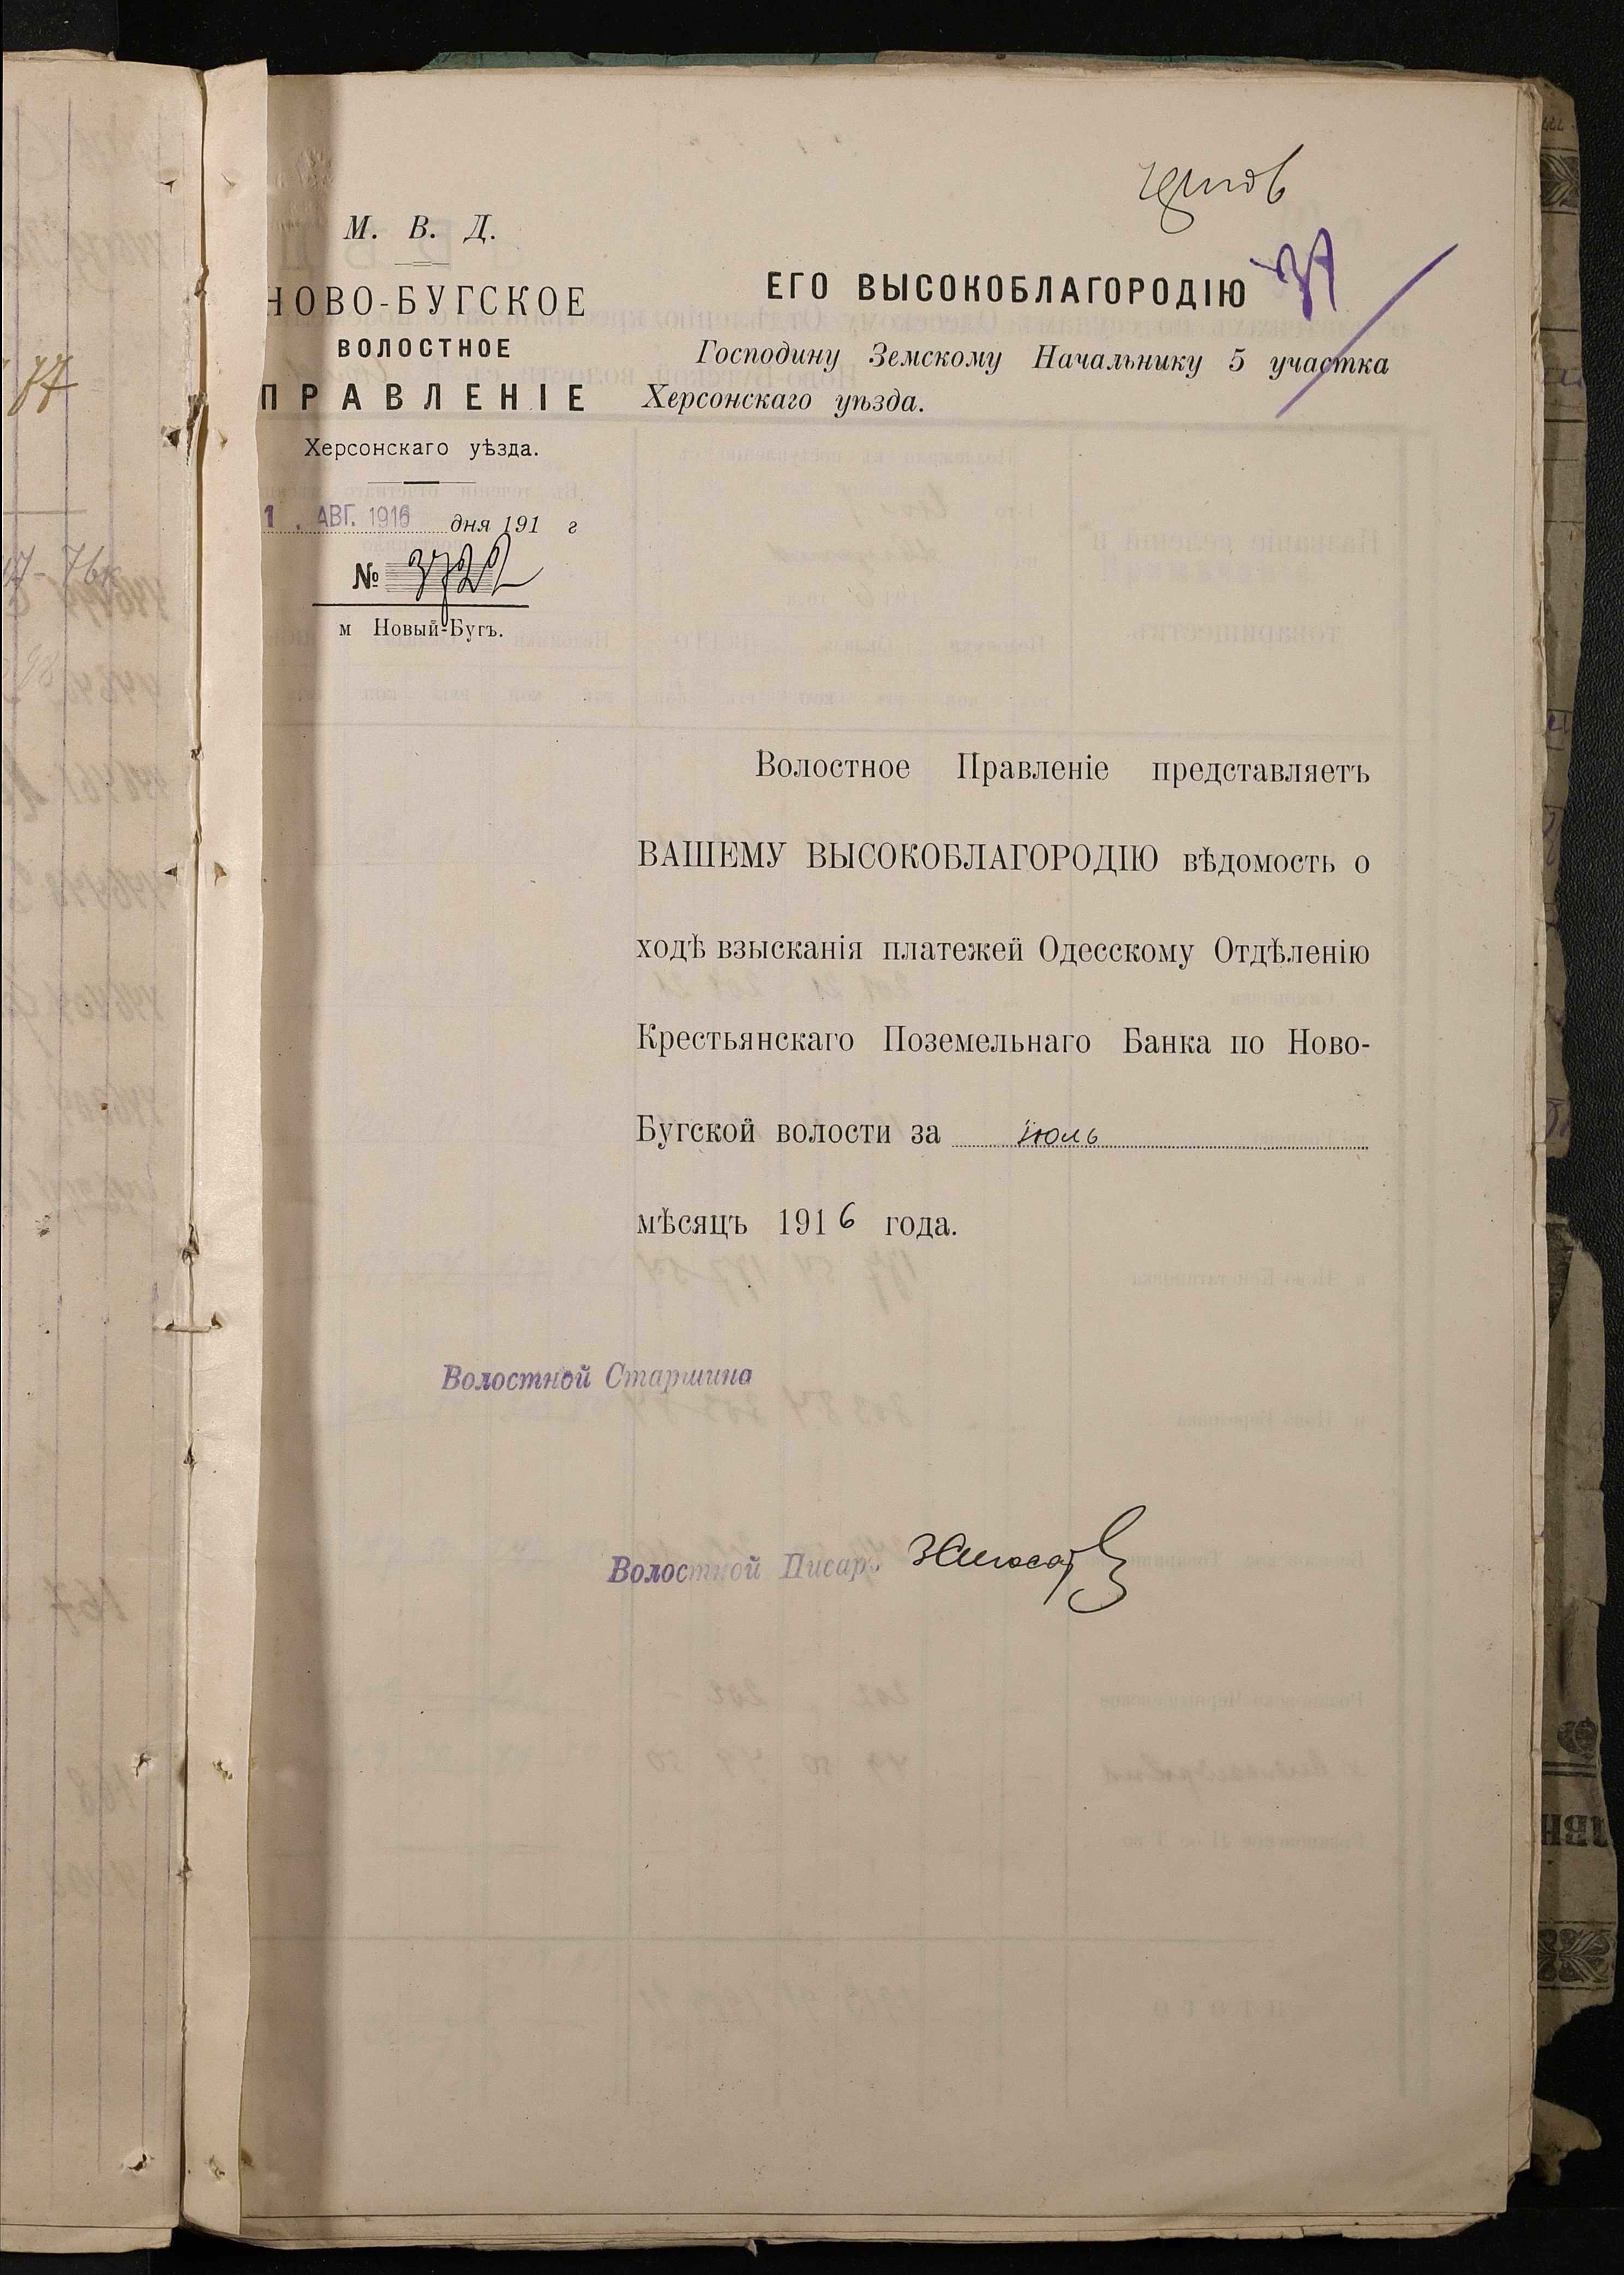 М. В. Д.
НОВО-БУГСКОЕ
ВОЛОСТНОЕ
ПРАВЛЕНІЕ
Херсонскаго уѣзда.
1 . АВГ. 1916 дня 191 г
№
м Новый-Бугъ.
ЕГО ВЫСОКОБЛАГОРОДІЮ
Господину Земскому Начальнику 5 участка
Херсонскаго уѣзда.
Волостное Правленіе представляетъ
ВАШЕМУ ВЫСОКОБЛАГОРОДІЮ вѣдомость о
ходѣ взысканія платежей Одесскому Отдѣленію
Крестьянскаго Поземельнаго Банка по Ново-
Бугской волости за іюль
мѣсяцъ 1916 года.
Волостной Старшина
Волостной Писарь